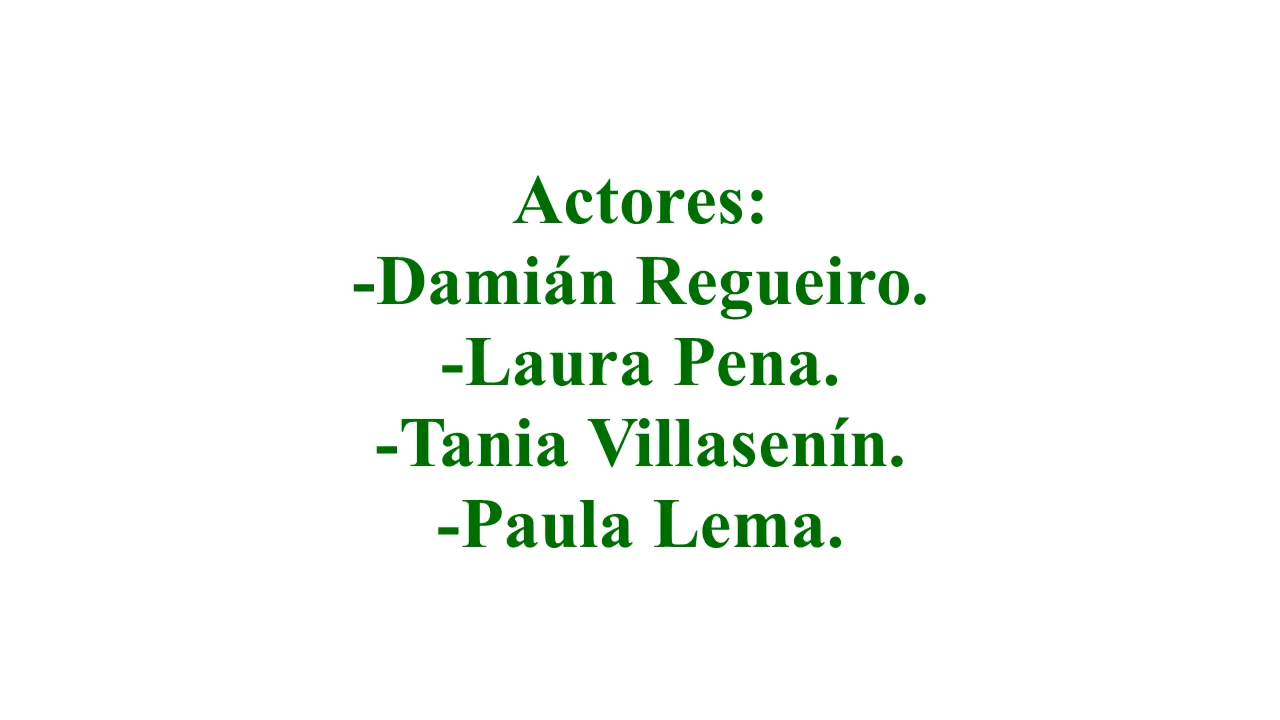 Actores:
-Damián Regueiro.
-Laura Pena.
-Tania Villasenín.
-Paula Lema.